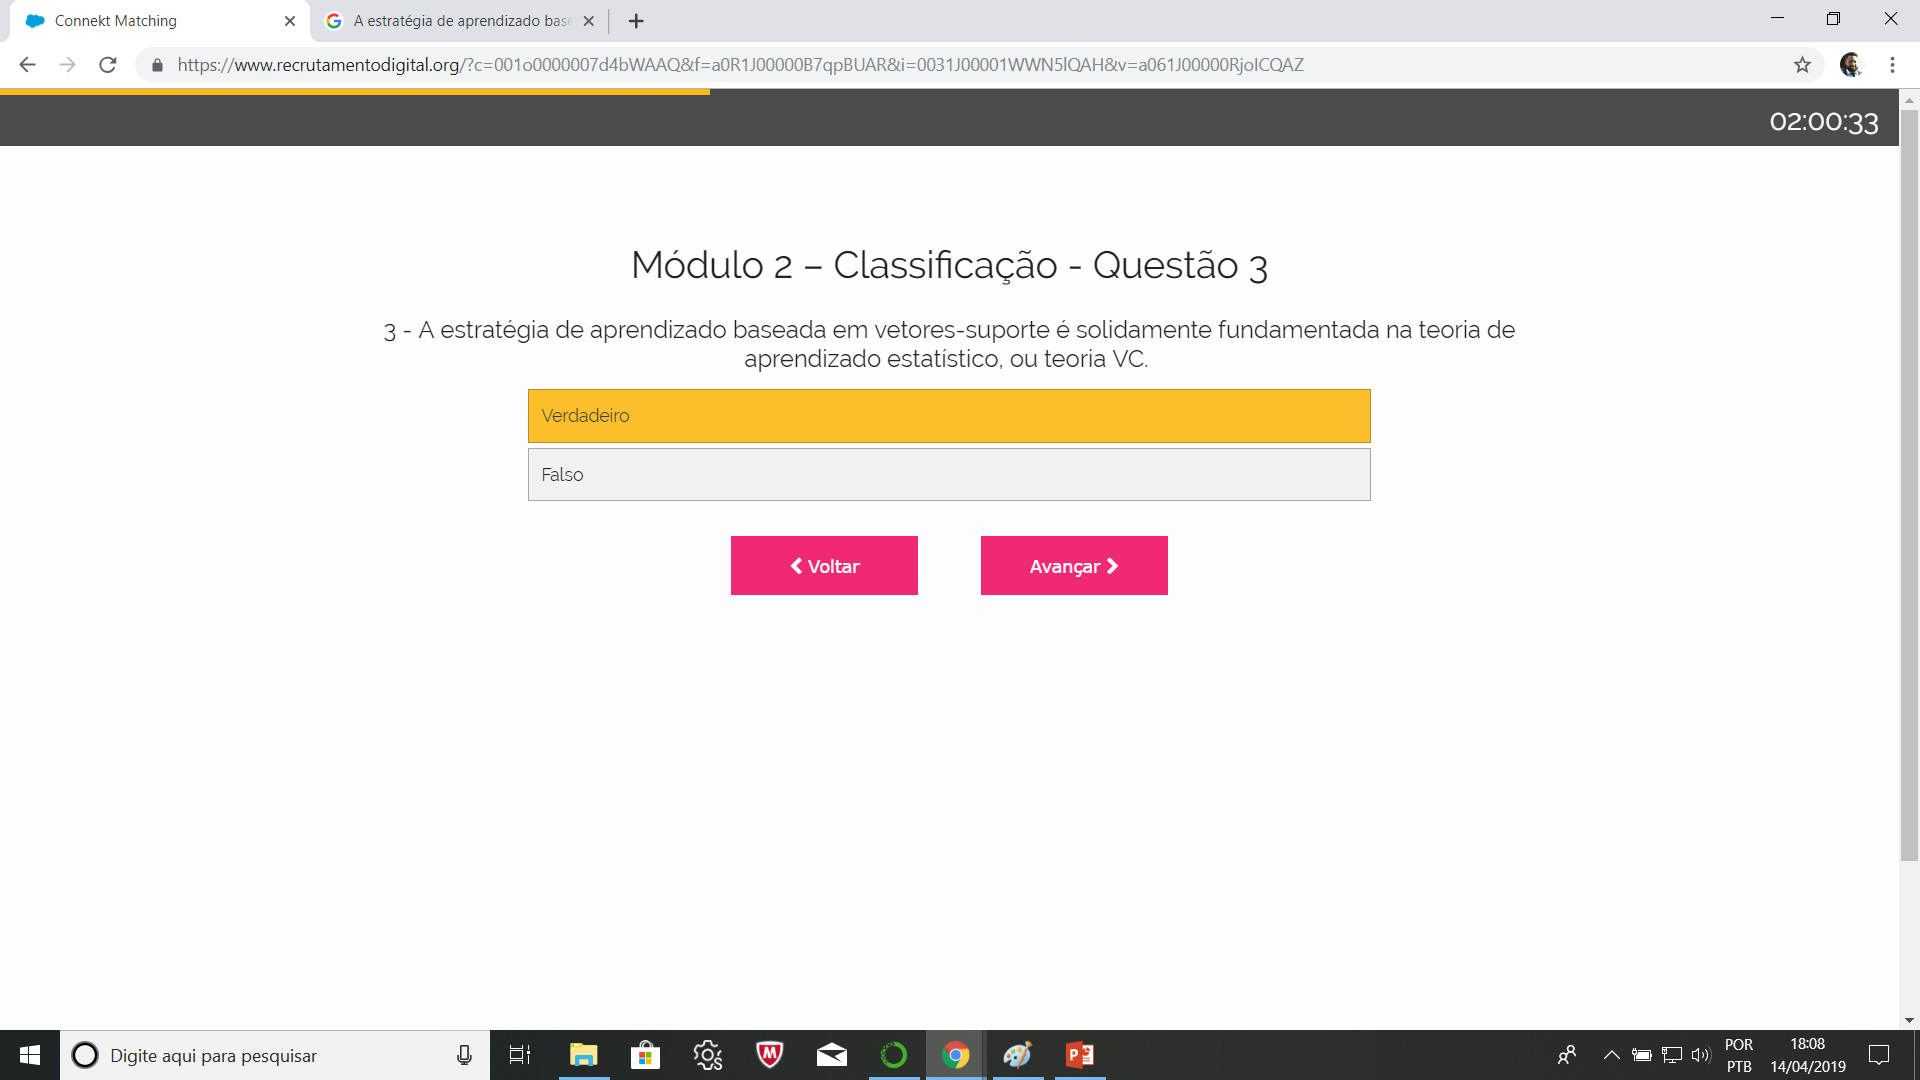 Connekt Matching
A estratégia de aprendizado base
https://www.recrutamentodigital.org/?c=001o0000007d4bWAAQ&f=a0R1J00000B7qpBUAR&i=0031J00001WWN5lQAH&v=a061J00000RjoICQAZ
02:00:33
Módulo 2 – Classificação - Questão 3
3 - A estratégia de aprendizado baseada em vetores-suporte é solidamente fundamentada na teoria de
aprendizado estatístico, ou teoria VC.
Verdadeiro
Falso
Voltar
Avançar
Digite aqui para pesquisar
POR
PTB
18:08
14/04/2019